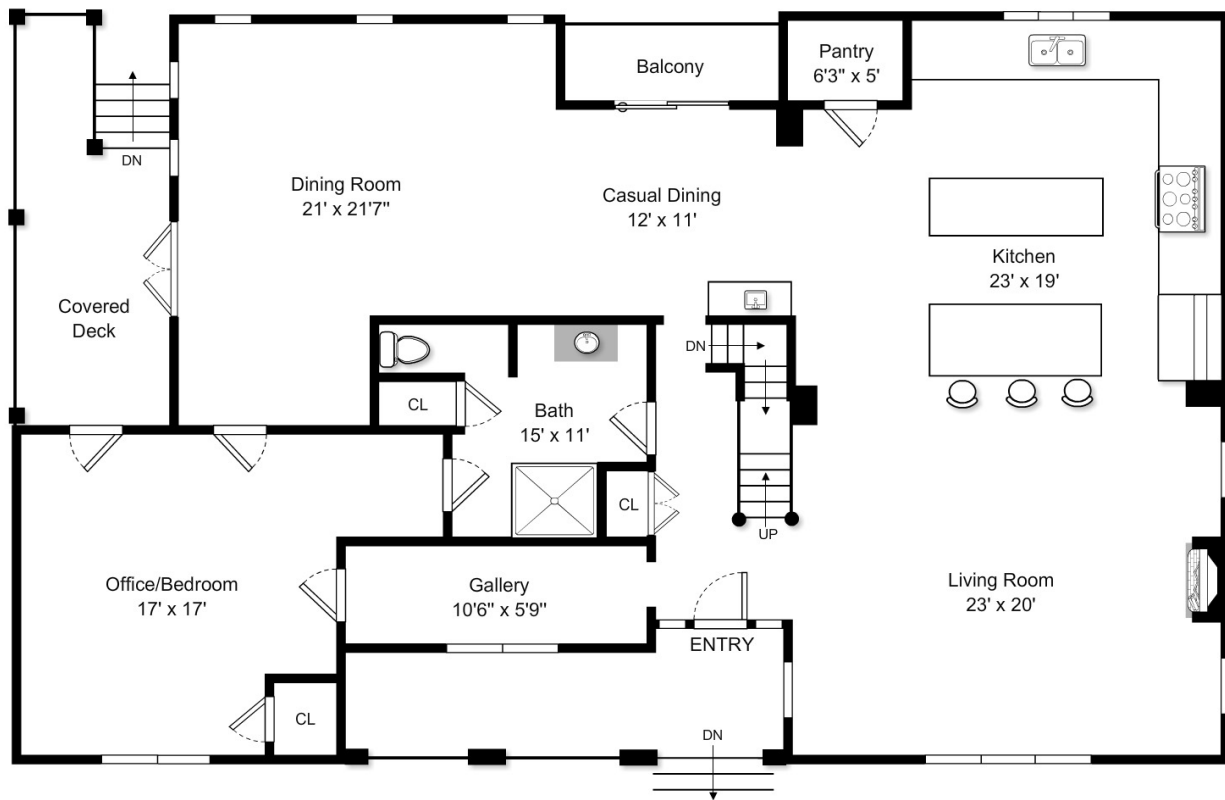 Balcony
Pantry
6'3" x 5'
DN
Dining Room
21' x 21'7"
Casual Dining
12' x 11'
Kitchen
23' x 19'
Covered
Deck
DN
CL
Bath
15' x 11'
CL
UP
Office/Bedroom
17' x 17'
Gallery
10'6" x 5'9"
Living Room
23' x 20'
ENTRY
CL
DN